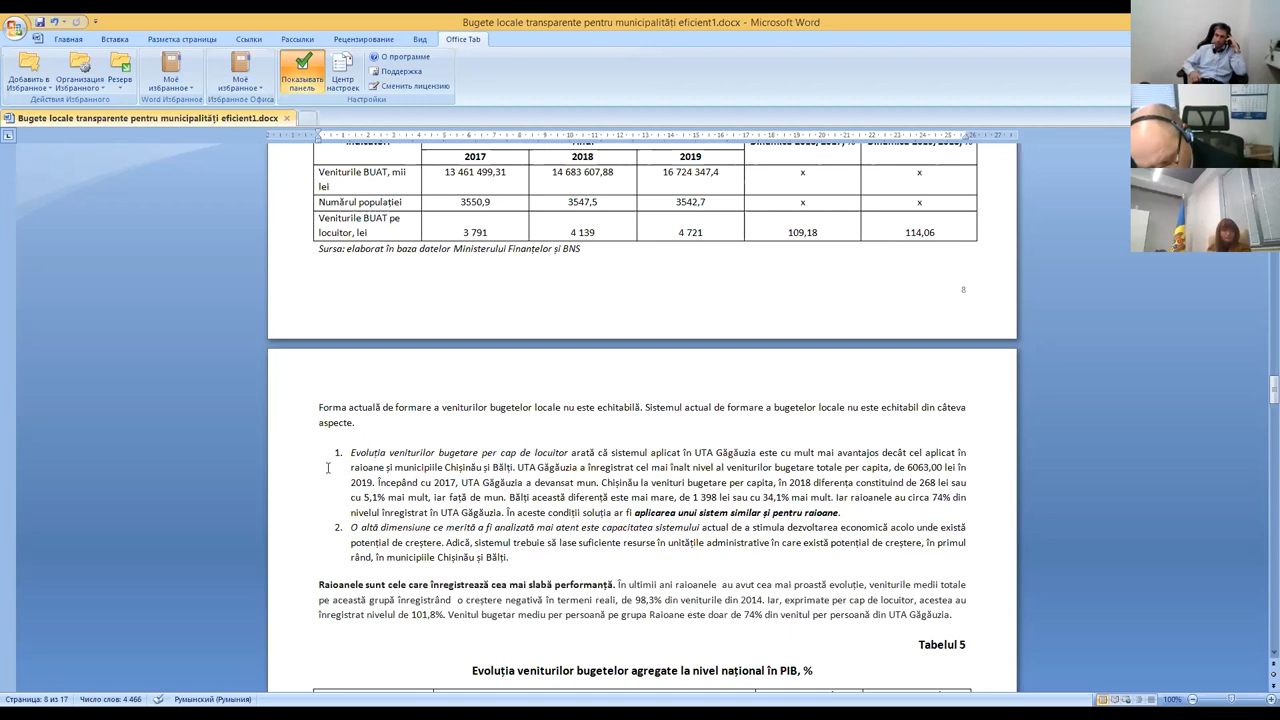 Bugete locale transparente pentru municipalități eficient1.docx - Microsoft Word
Главная Вставка Разметка страницы Ссылки Рассылки Рецензирование Вид Office Tab
Добавить в Избранное Организация Избранного Резерв Моё избранное Моё избранное Показывать панель Центр настроек
О программе
Поддержка
Сменить лицензию
Действия Избранного Word Избранное Избранное Офиса Настройки
Bugete locale transparente pentru municipalități eficient1.docx
2017 2018 2019
Veniturile BUAT, mii lei 13 461 499,31 14 683 607,88 16 724 347,4 x x
Numărul populației 3550,9 3547,5 3542,7 x x
Veniturile BUAT pe
locuitor, lei 3 791 4 139 4 721 109,18 114,06
Sursa: elaborat în baza datelor Ministerului Finanțelor și BNS
8
Forma actuală de formare a veniturilor bugetelor locale nu este echitabilă. Sistemul actual de formare a bugetelor locale nu este echitabil din câteva
aspecte.
1. Evoluția veniturilor bugetare per cap de locuitor arată că sistemul aplicat în UTA Găgăuzia este cu mult mai avantajos decât cel aplicat în
raioane și municipiile Chișinău și Bălți. UTA Găgăuzia a înregistrat cel mai înalt nivel al veniturilor bugetare totale per capita, de 6063,00 lei în
2019. Începând cu 2017, UTA Găgăuzia a devansat mun. Chișinău la venituri bugetare per capita, în 2018 diferența constituind de 268 lei sau
cu 5,1% mai mult, iar față de mun. Bălți această diferență este mai mare, de 1 398 lei sau cu 34,1% mai mult. Iar raioanele au circa 74% din
nivelul înregistrat în UTA Găgăuzia. În aceste condiții soluția ar fi aplicarea unui sistem similar și pentru raioane.
2. O altă dimensiune ce merită a fi analizată mai atent este capacitatea sistemului actual de a stimula dezvoltarea economică acolo unde există
potențial de creștere. Adică, sistemul trebuie să lase suficiente resurse în unitățile administrative în care există potențial de creștere, în primul
rând, în municipiile Chișinău și Bălți.
Raioanele sunt cele care înregistrează cea mai slabă performanță. În ultimii ani raioanele au avut cea mai proastă evoluție, veniturile medii totale
pe această grupă înregistrând o creștere negativă în termeni reali, de 98,3% din veniturile din 2014. Iar, exprimate per cap de locuitor, acestea au
înregistrat nivelul de 101,8%. Venitul bugetar mediu per persoană pe grupa Raioane este doar de 74% din venitul per persoană din UTA Găgăuzia.
Tabelul 5
Evoluția veniturilor bugetelor agregate la nivel național în PIB, %
Страница: 8 из 17 Число слов: 4 466 Румынский (Румыния) 100%